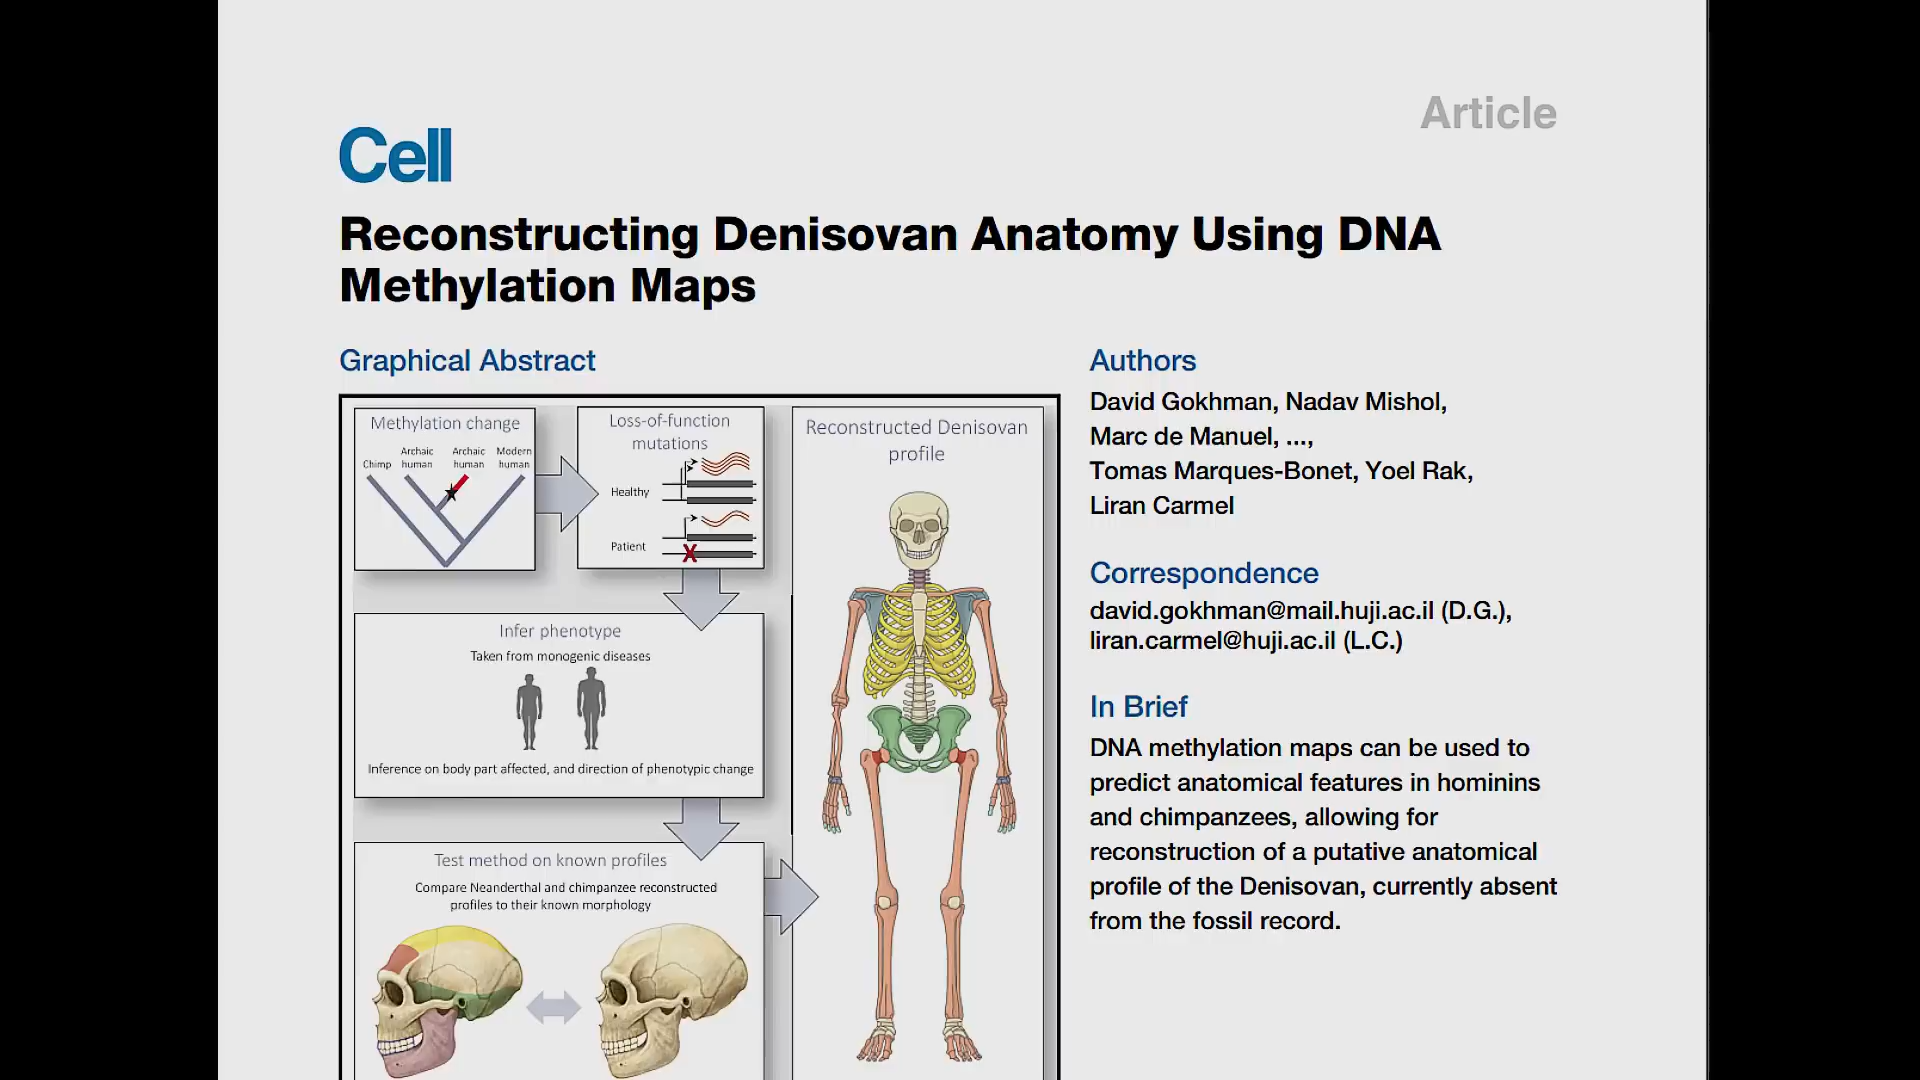 Article
Cell
Reconstructing Denisovan Anatomy Using DNA
Methylation Maps
Graphical Abstract
Methylation change
Chimp
Archaic
human
Archaic
human
Modern
human
Loss-of-function
mutations
Healthy
Patient
Infer phenotype
Taken from monogenic diseases
Inference on body part affected, and direction of phenotypic change
Test method on known profiles
Compare Neanderthal and chimpanzee reconstructed
profiles to their known morphology
Reconstructed Denisovan
profile
Authors
David Gokhman, Nadav Mishol,
Marc de Manuel, ...,
Tomas Marques-Bonet, Yoel Rak,
Liran Carmel
Correspondence
david.gokhman@mail.huji.ac.il (D.G.),
liran.carmel@huji.ac.il (L.C.)
In Brief
DNA methylation maps can be used to
predict anatomical features in hominins
and chimpanzees, allowing for
reconstruction of a putative anatomical
profile of the Denisovan, currently absent
from the fossil record.